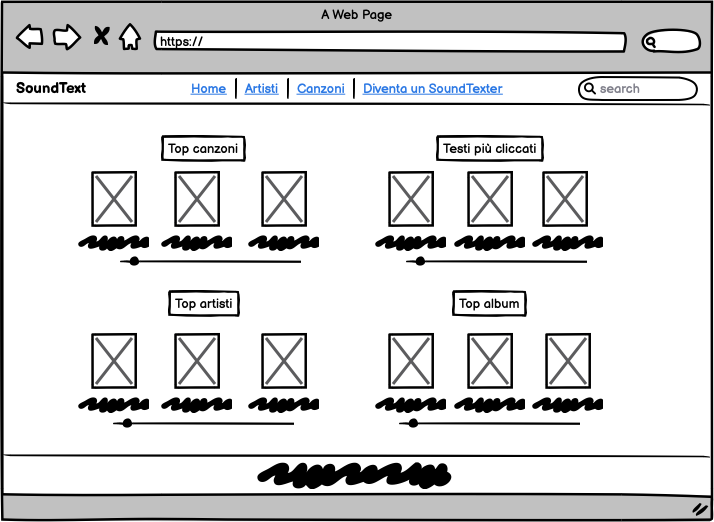 A Web Page
https://
SoundText Home Artisti Canzoni Diventa un SoundTexter search
Top canzoni Testi più cliccati
Top artisti Top album